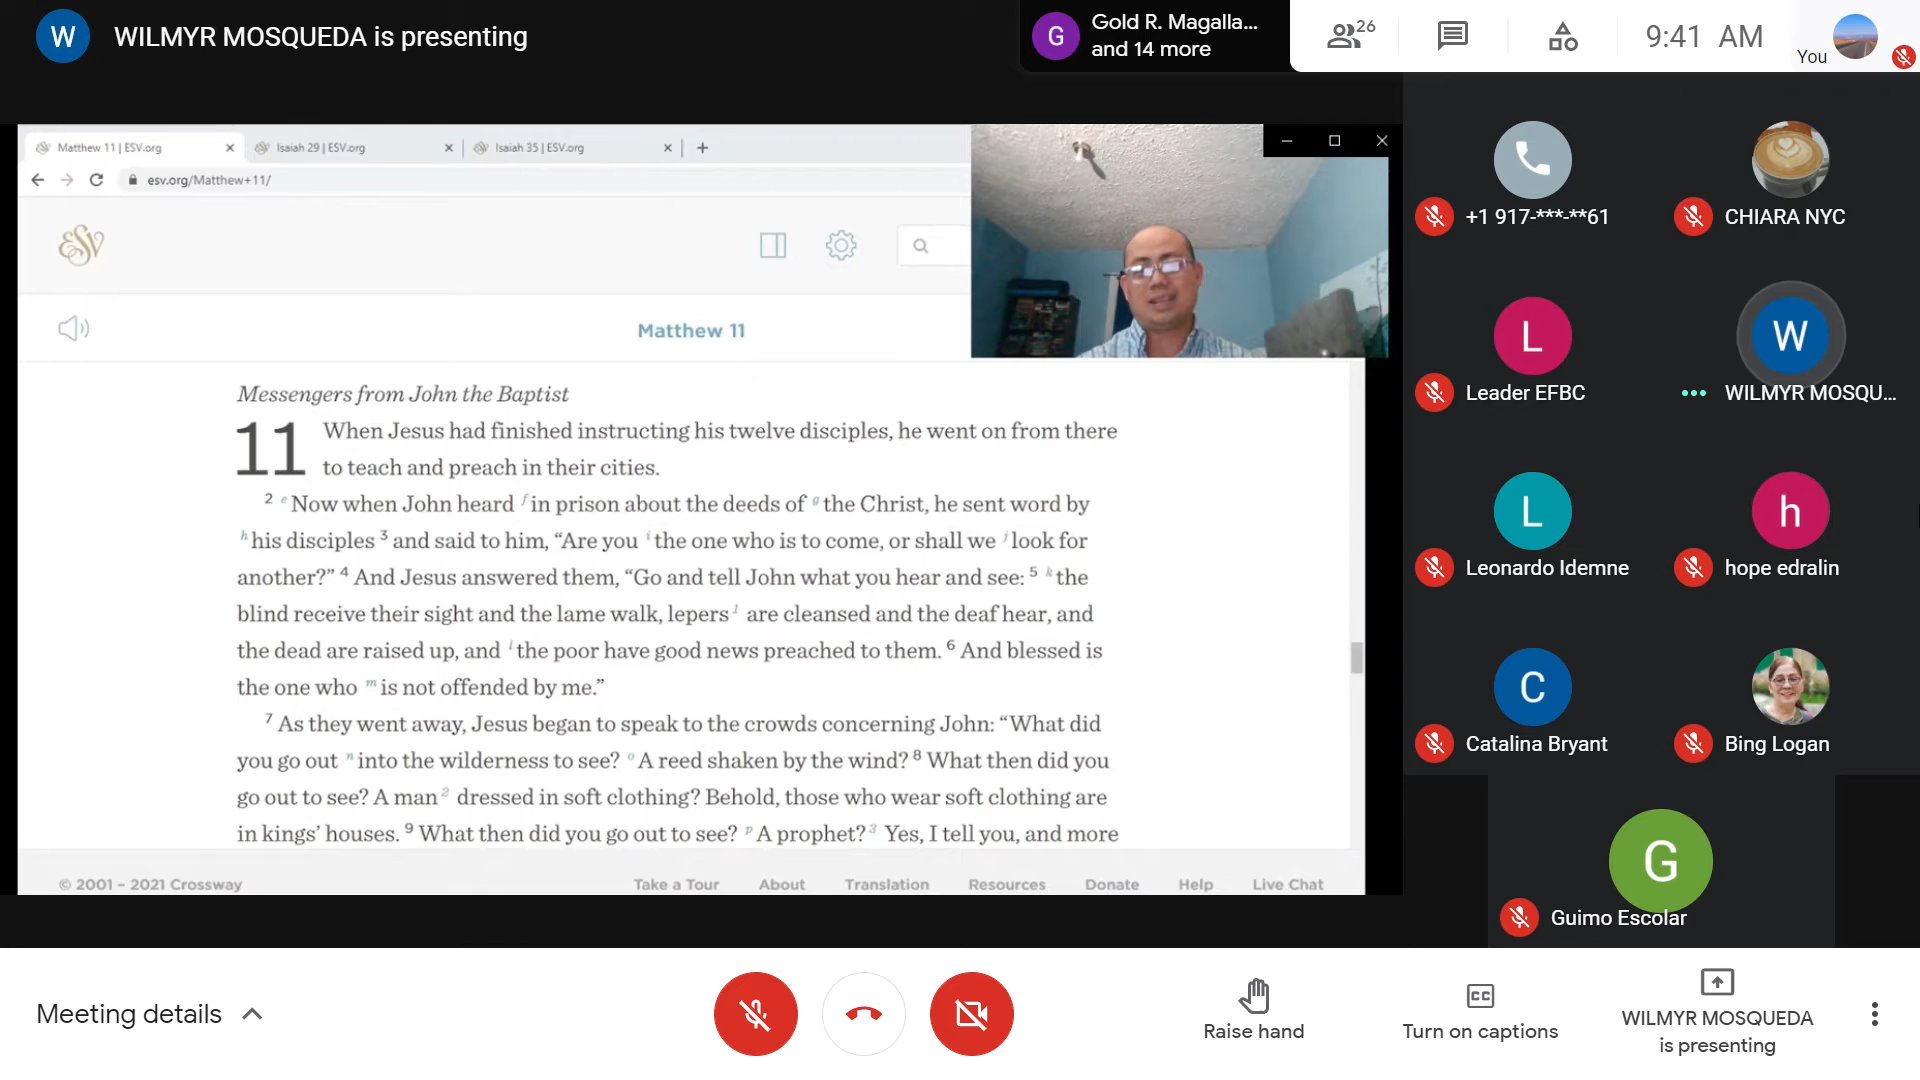 W WILMYR MOSQUEDA is presenting
G Gold R. Magalla...
and 14 more
26
9:41 AM
You
Matthew 11 | ESV.org
Isaiah 29 | ESV.org
Isaiah 35 | ESV.org
esv.org/Matthew+11/
ESV
Matthew 11
Messengers from John the Baptist
11 When Jesus had finished instructing his twelve disciples, he went on from there
to teach and preach in their cities.
2 e Now when John heard f in prison about the deeds of g the Christ, he sent word by
h his disciples 3 and said to him, “Are you i the one who is to come, or shall we j look for
another?” 4 And Jesus answered them, “Go and tell John what you hear and see: 5 k the
blind receive their sight and the lame walk, lepers l are cleansed and the deaf hear, and
the dead are raised up, and l the poor have good news preached to them. 6 And blessed is
the one who m is not offended by me.”
7 As they went away, Jesus began to speak to the crowds concerning John: “What did
you go out n into the wilderness to see? o A reed shaken by the wind? 8 What then did you
go out to see? A man 2 dressed in soft clothing? Behold, those who wear soft clothing are
in kings’ houses. 9 What then did you go out to see? p A prophet? 3 Yes, I tell you, and more
© 2001 – 2021 Crossway
Take a Tour
About
Translation
Resources
Donate
Help
Live Chat
+1 917-***-**61
CHIARA NYC
L
Leader EFBC
W
WILMYR MOSQU...
L
Leonardo Idemne
h
hope edralin
C
Catalina Bryant
Bing Logan
G
Guimo Escolar
Meeting details
Raise hand
CC
Turn on captions
WILMYR MOSQUEDA
is presenting